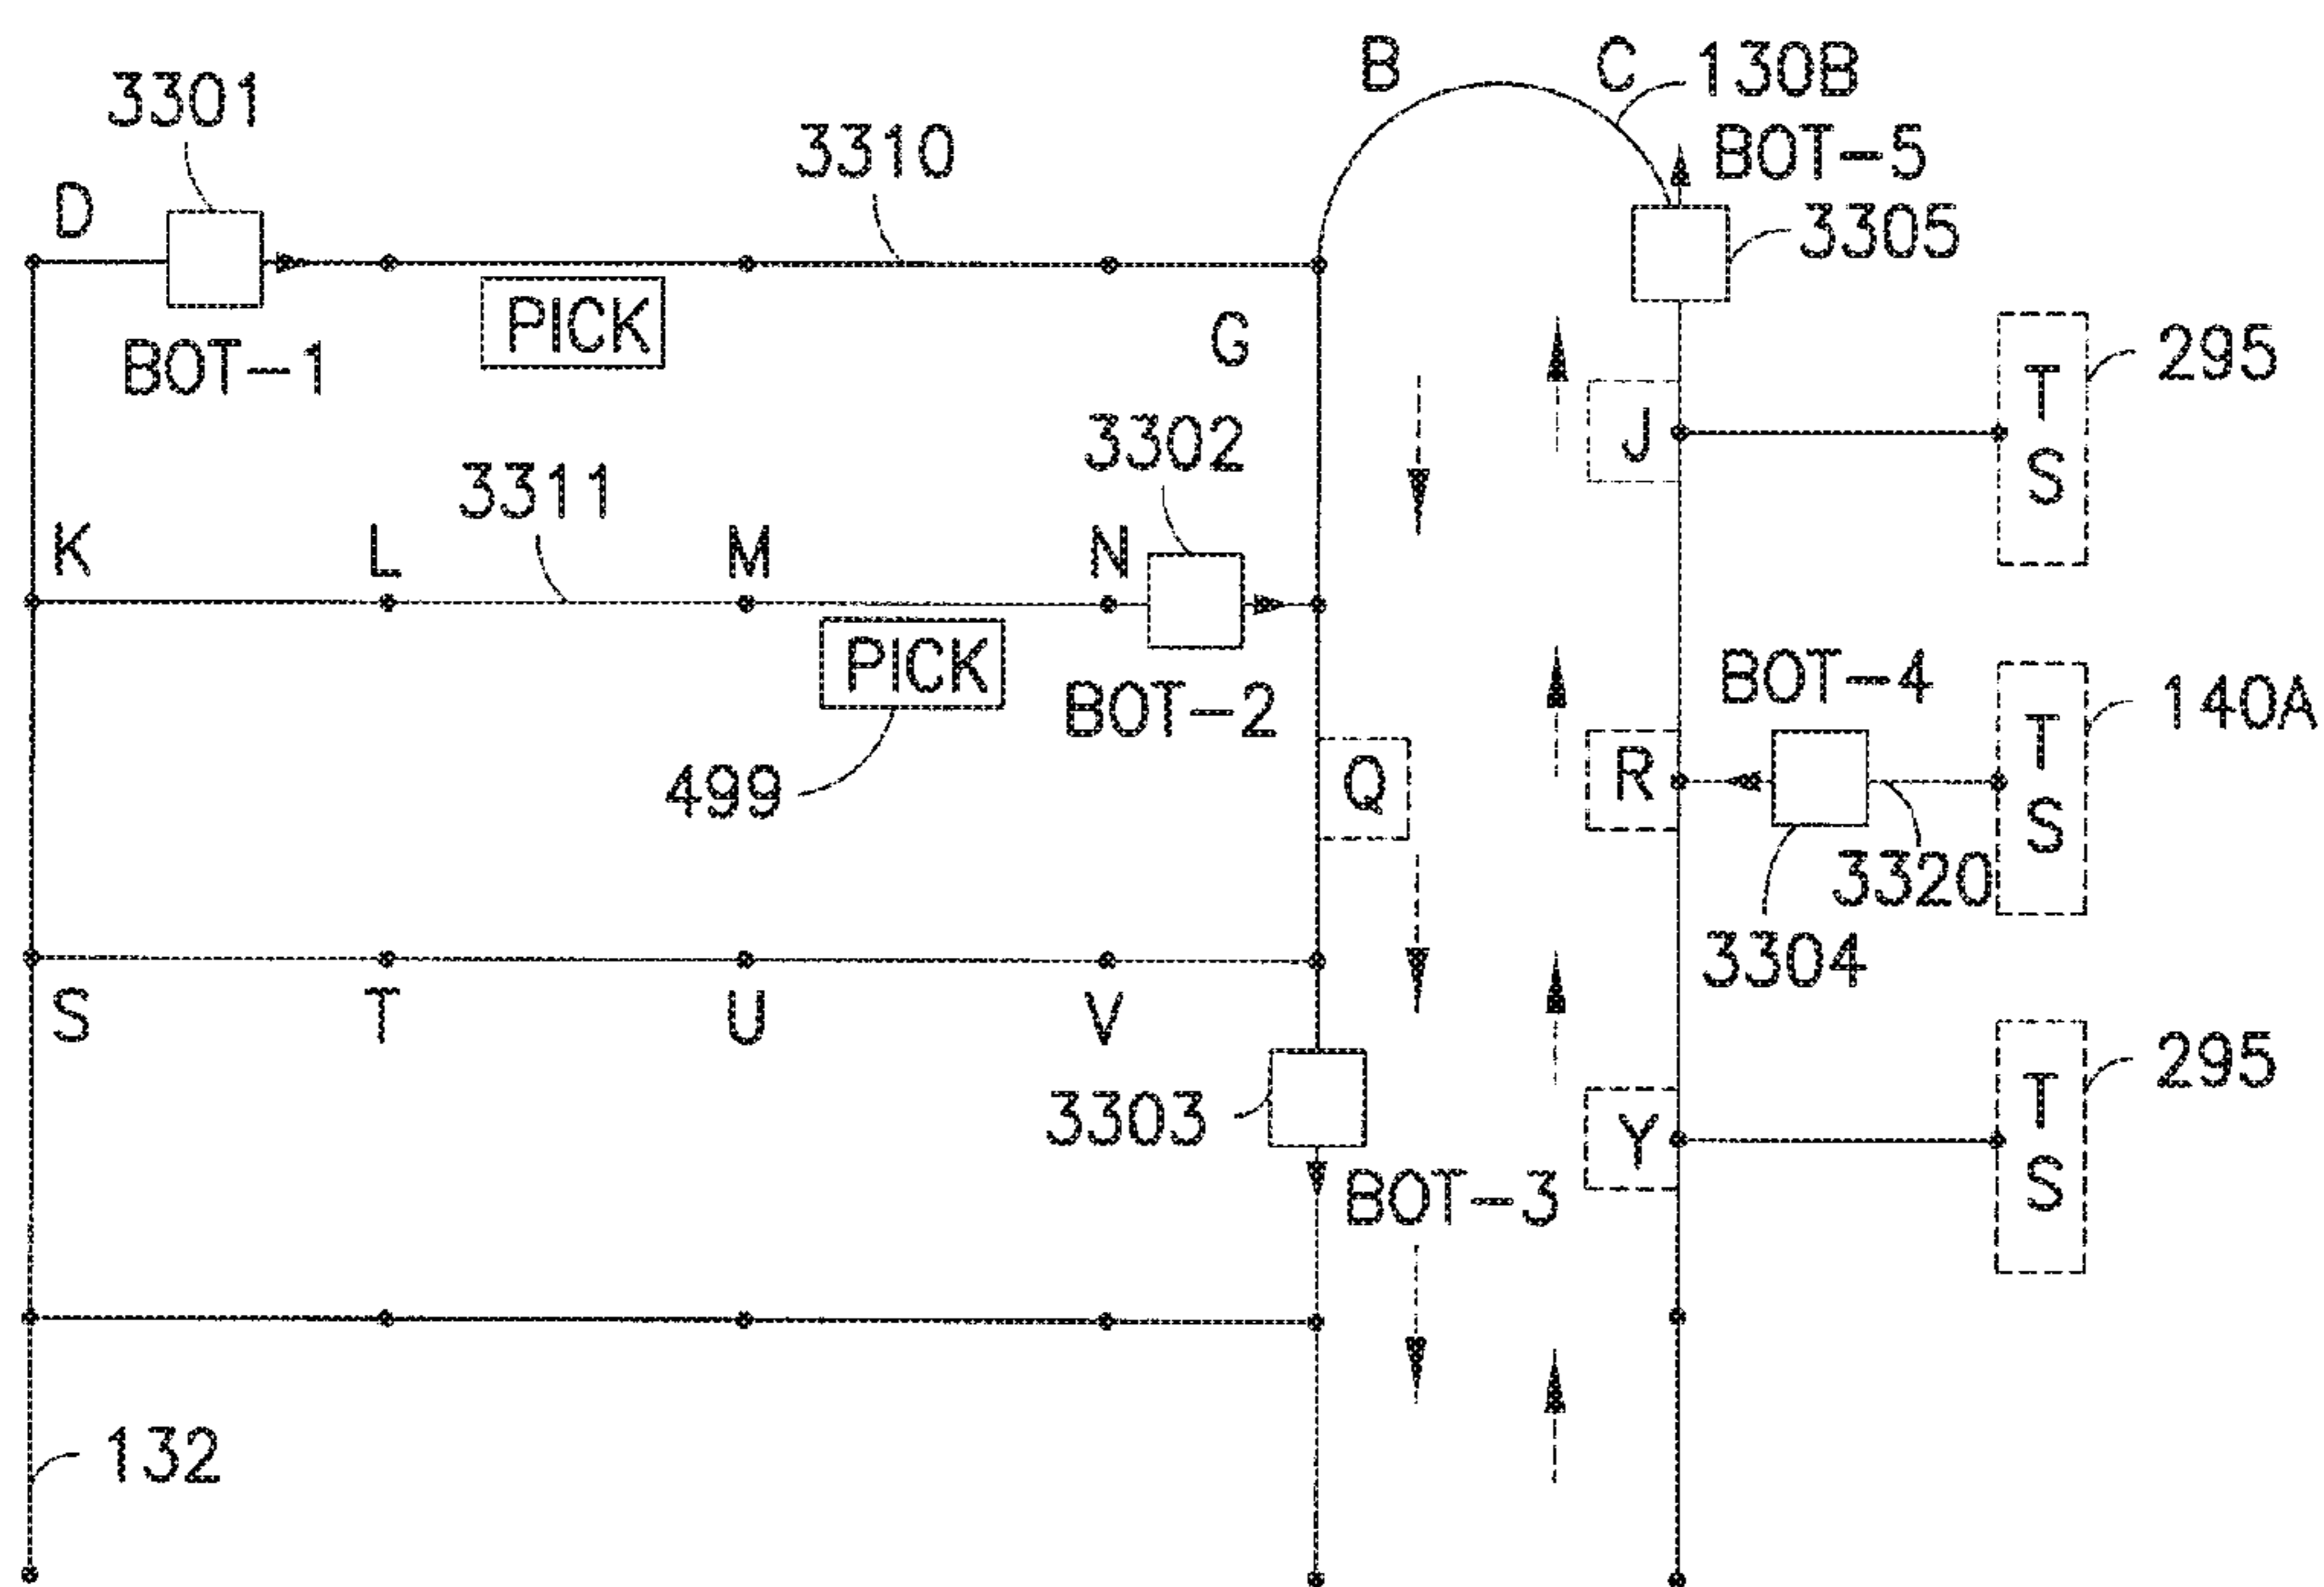 B C 130B
3301
3310
BOT-5
D
3305
PICK
G
BOT-1
295
T
S
3302
J
3311
K L M N
PICK
BOT-2
BOT-4
140A
T
S
499
Q
R
3320
3304
S T U V
295
T
S
3303
Y
BOT-3
132